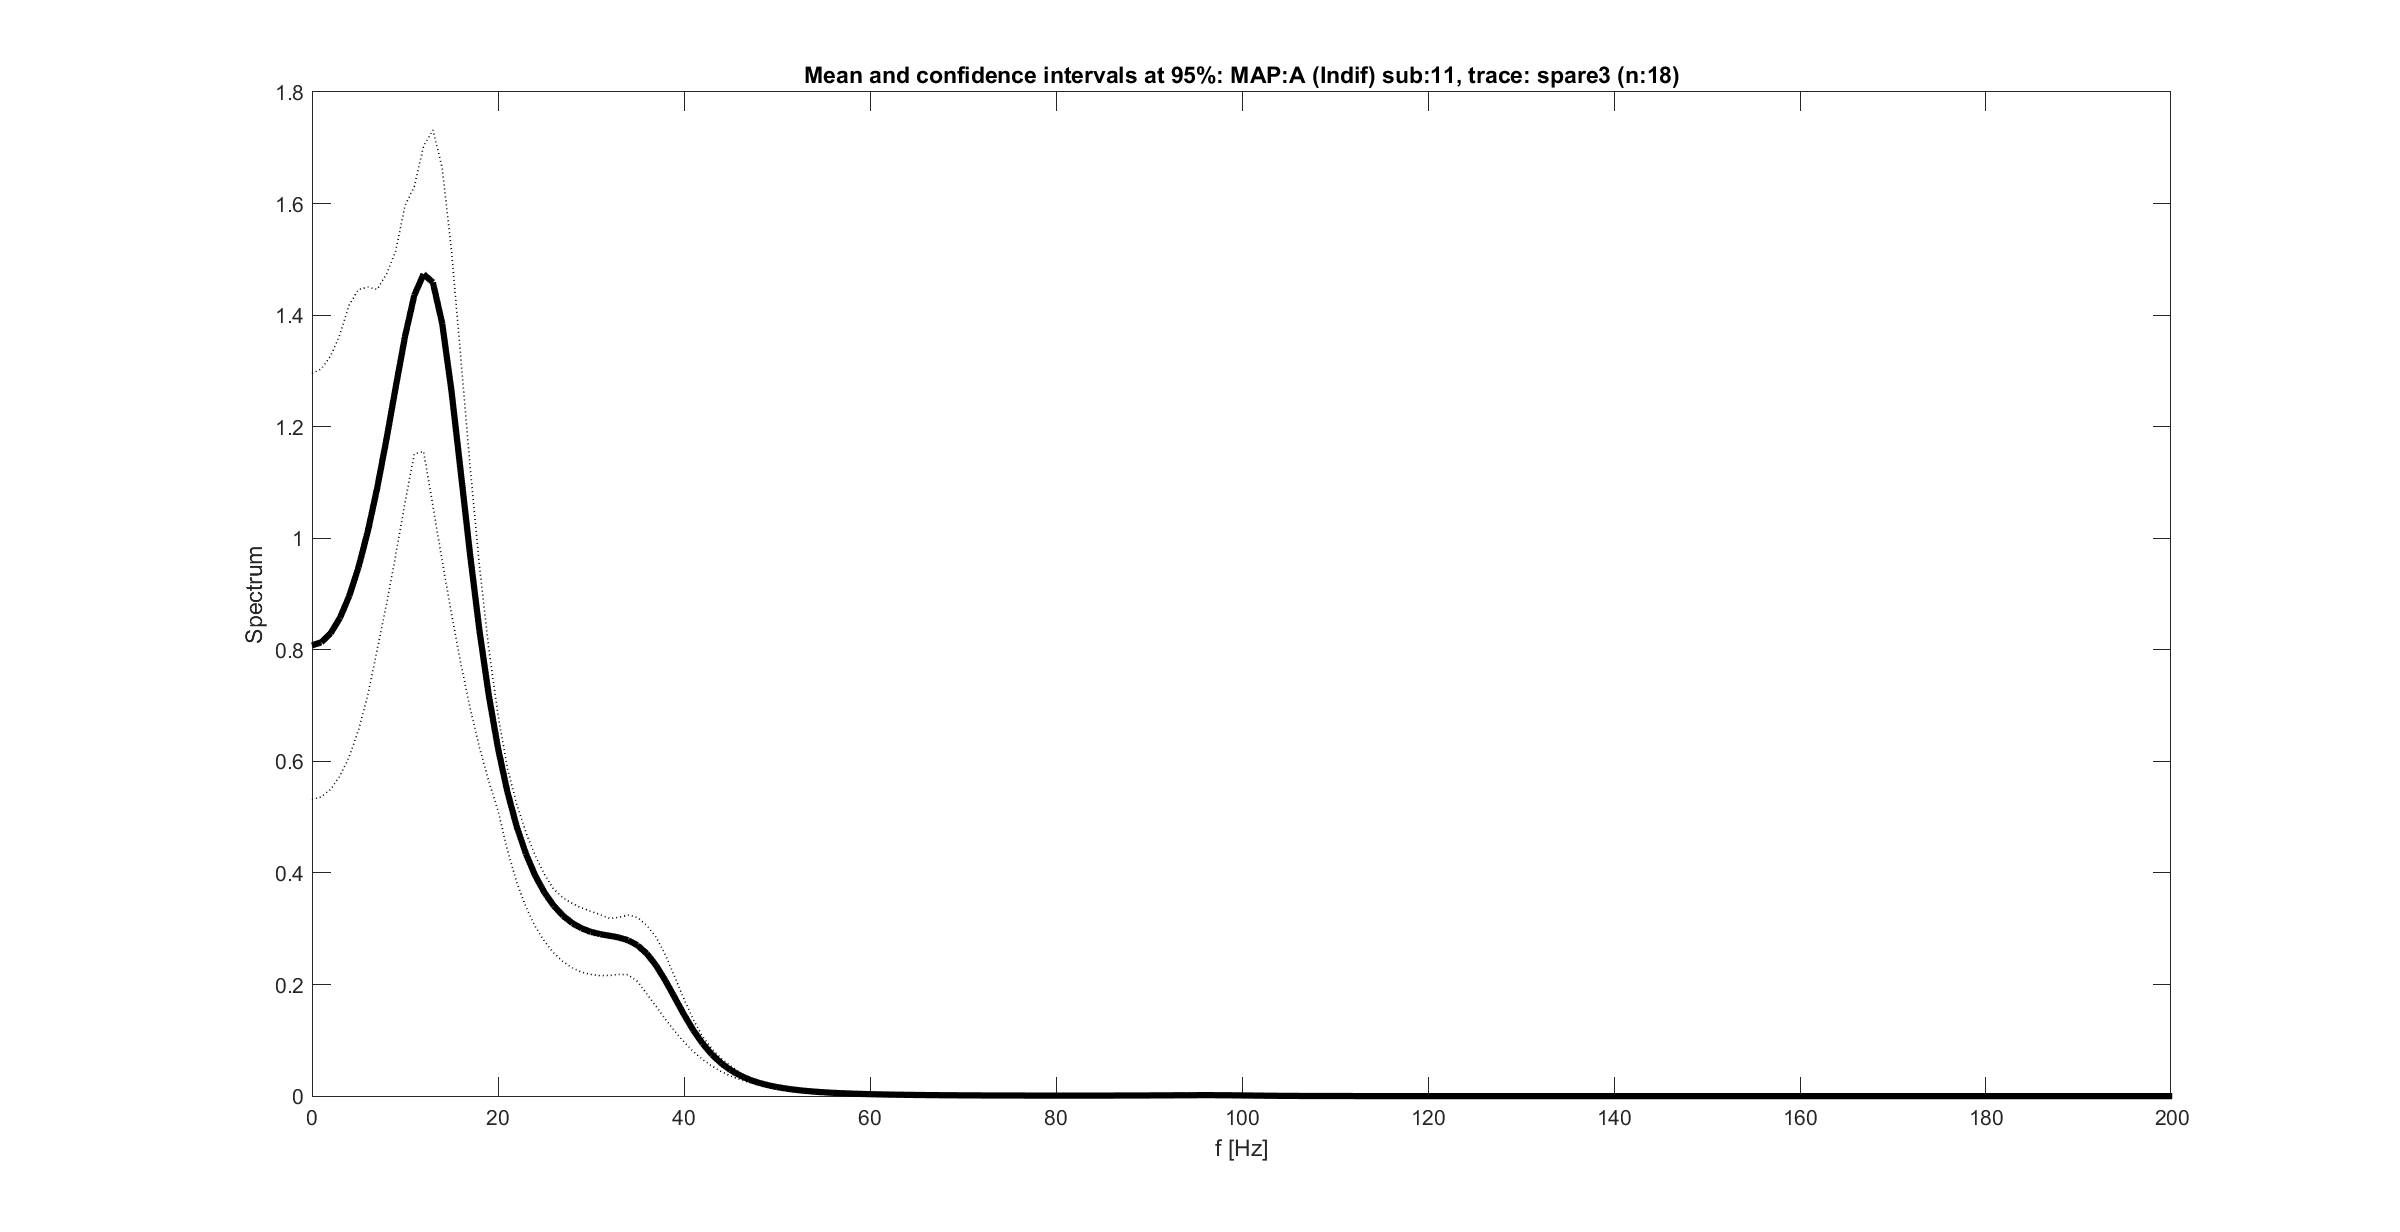 Mean and confidence intervals at 95%: MAP:A (Indif) sub:11, trace: spare3 (n:18)
1.8
1.6
1.4
1.2
1
0.8
0.6
0.4
0.2
0
Spectrum
0 20 40 60 80 100 120 140 160 180 200
f [Hz]